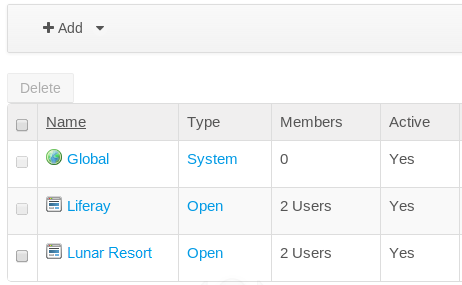 Add
Delete
Name Type Members Active
Global System 0 Yes
Liferay Open 2 Users Yes
Lunar Resort Open 2 Users Yes